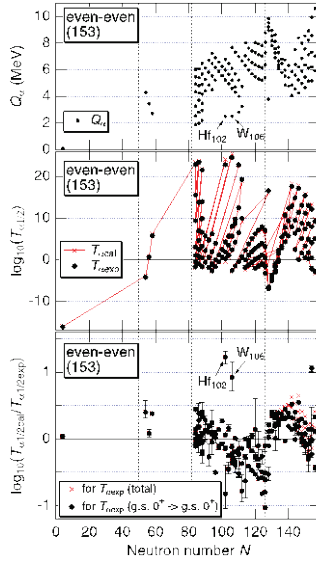 even-even
(153)
10
8
6
4
2
0
Qα (MeV)
Qα
Hf102
W106
even-even
(153)
20
10
0
-10
log10(Tα1/2)
Tαcal
Tαexp
even-even
(153)
1
0
-1
log10(Tα1/2cal/Tα1/2exp)
Hf102
W106
for Tαexp (total)
for Tαexp (g.s. 0+ -> g.s. 0+)
0 20 40 60 80 100 120 140
Neutron number N